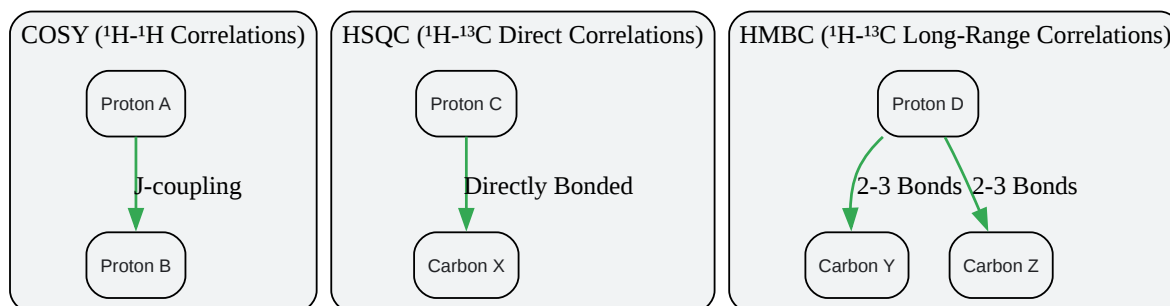 COSY (¹H-¹H Correlations)
Proton A
J-coupling
Proton B
HSQC (¹H-¹³C Direct Correlations)
Proton C
Directly Bonded
Carbon X
HMBC (¹H-¹³C Long-Range Correlations)
Proton D
2-3 Bonds
2-3 Bonds
Carbon Y
Carbon Z